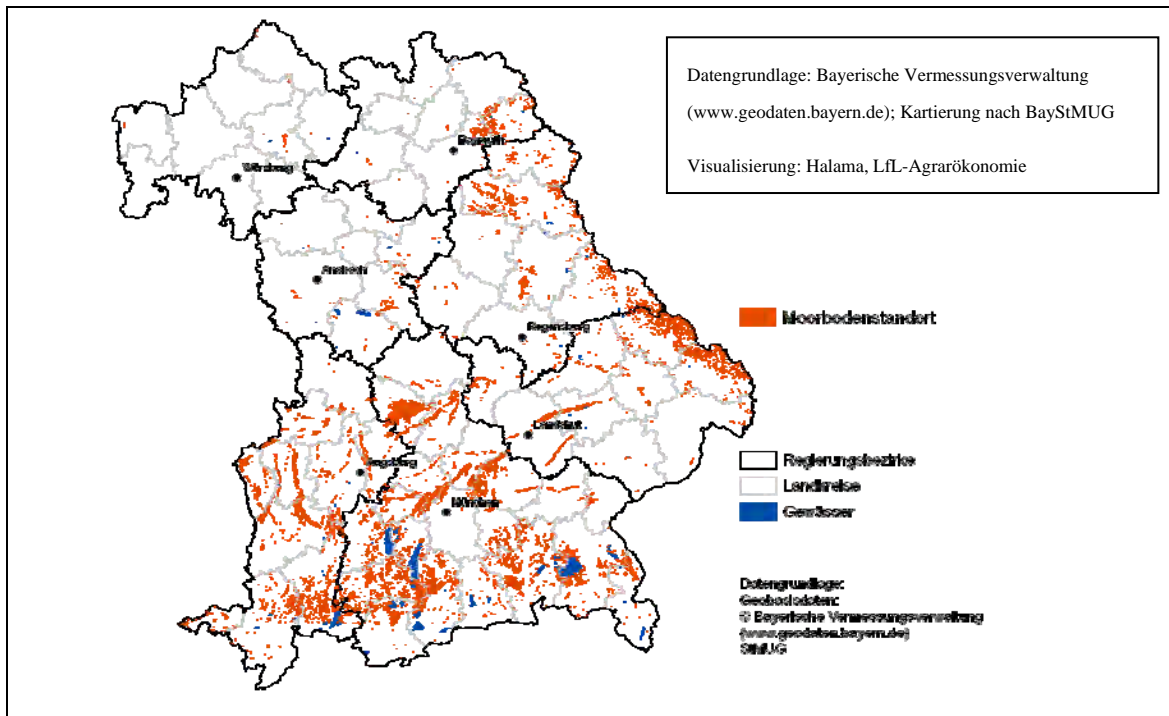 Datengrundlage: Bayerische Vermessungsverwaltung
(www.geodaten.bayern.de); Kartierung nach BayStMUG
Visualisierung: Halama, LfL-Agrarökonomie
Bayreuth
Würzburg
Ansbach
Regensburg
Moorbodenstandort
Landshut
Augsburg
Regierungsbezirke
Landkreise
München
Gewässer
Datengrundlage:
Geobasisdaten:
© Bayerische Vermessungsverwaltung
(www.geodaten.bayern.de)
StMUG